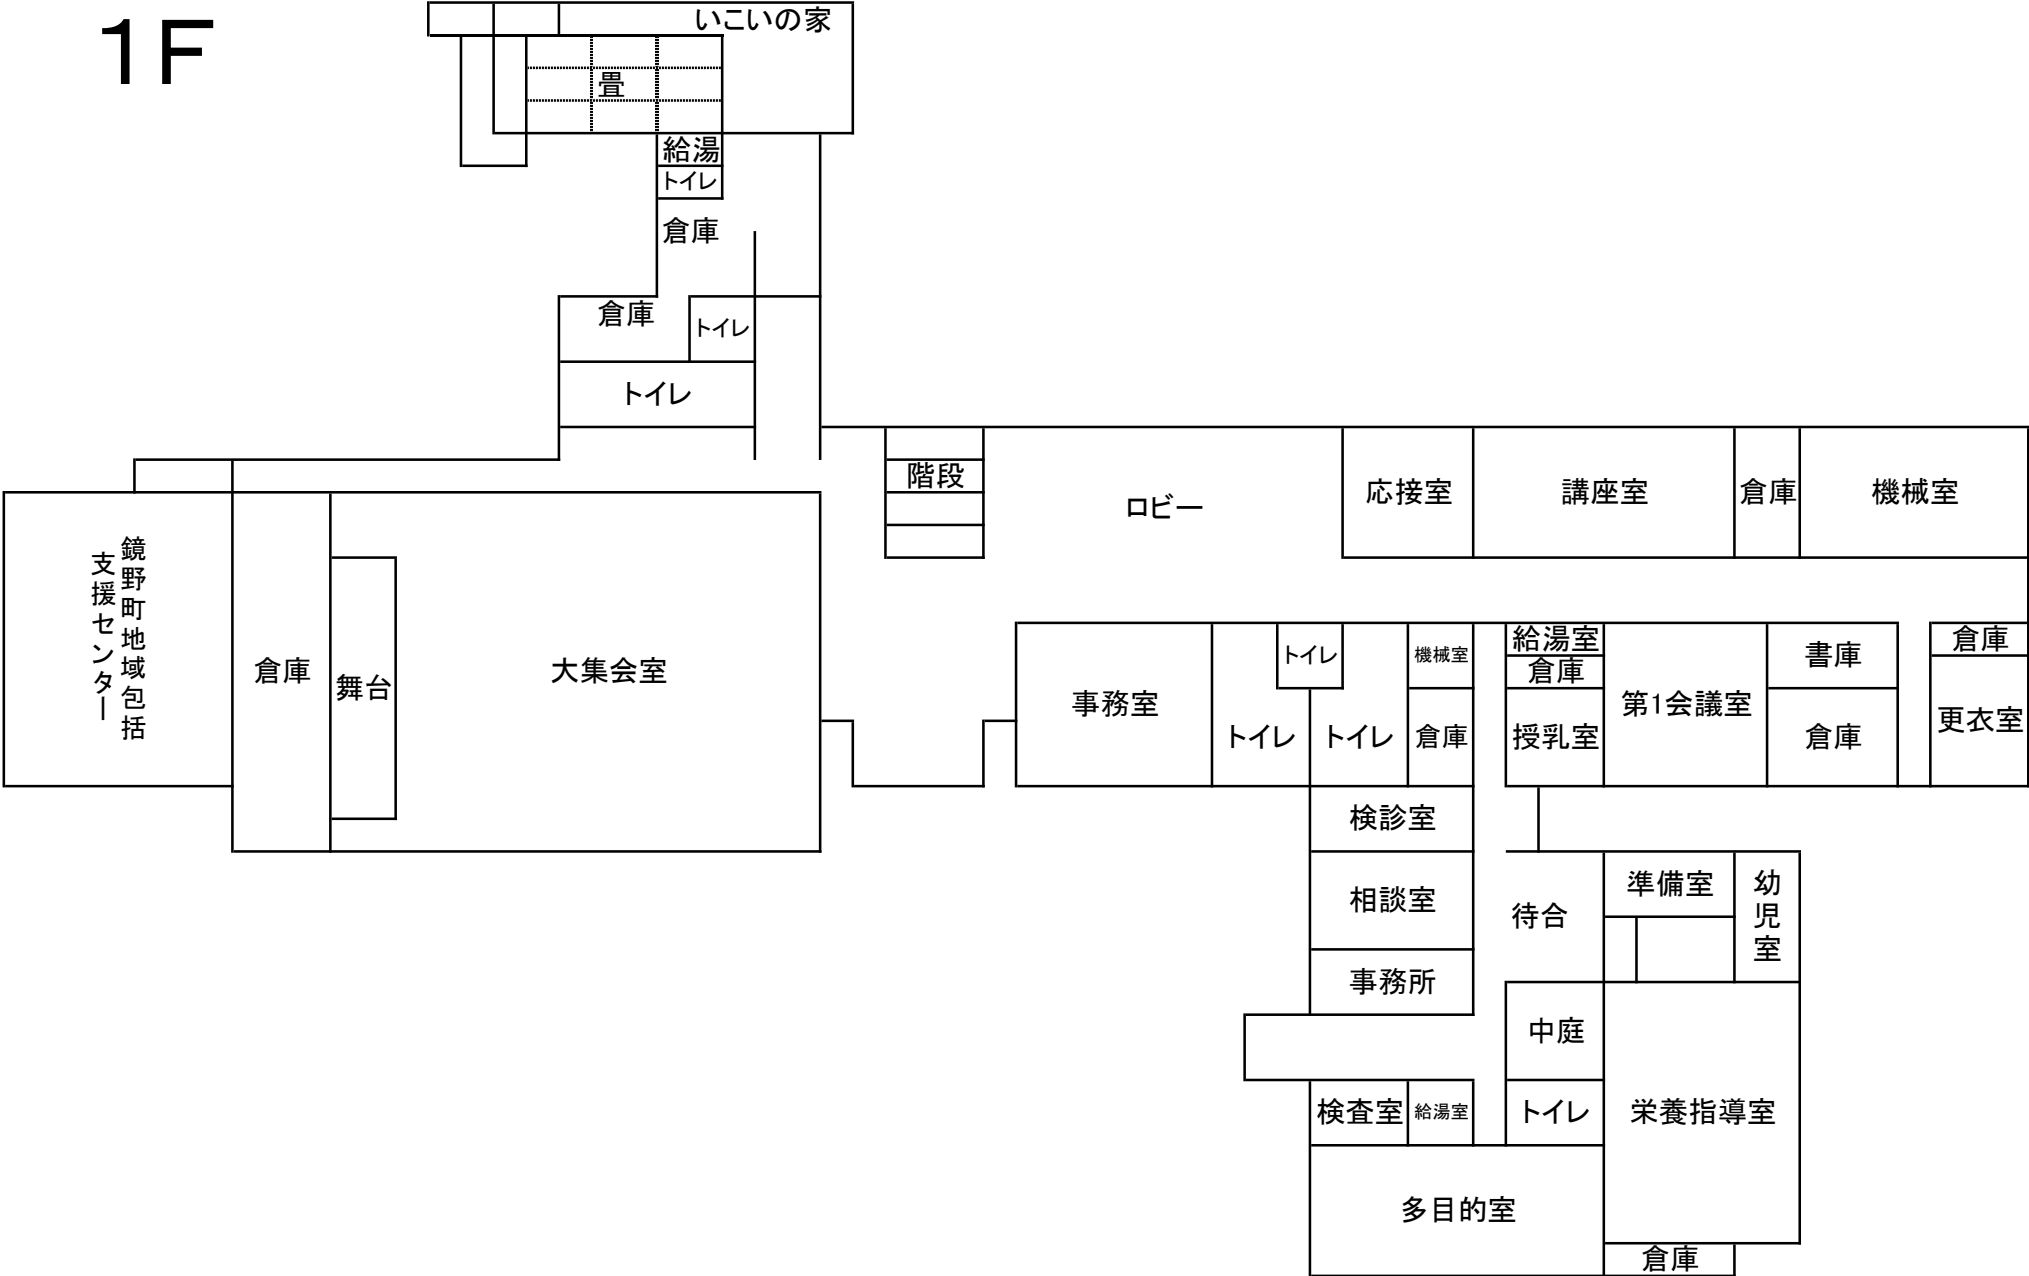 1F
いこいの家
畳
給湯
トイレ
倉庫
倉庫
トイレ
トイレ
階段
ロビー
応接室
講座室
倉庫
機械室
鏡野町地域包括
支援センター
倉庫
舞台
大集会室
事務室
トイレ
トイレ
トイレ
機械室
倉庫
給湯室
倉庫
授乳室
第1会議室
書庫
倉庫
倉庫
更衣室
検診室
相談室
事務所
待合
準備室
幼児室
中庭
検査室
給湯室
トイレ
栄養指導室
多目的室
倉庫